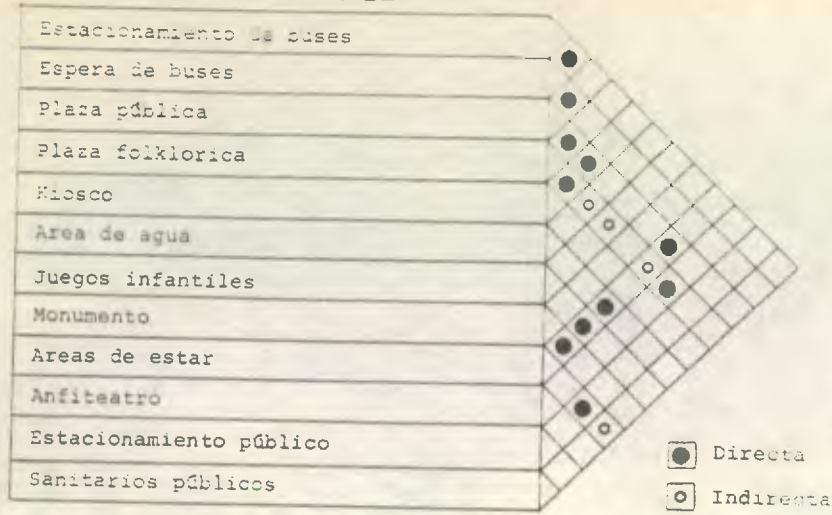 Estacionamiento de buses
Espera de buses
Plaza pública
Plaza folklorica
Kiosco
Area de agua
Juegos infantiles
Monumento
Areas de estar
Anfiteatro
Estacionamiento público
Sanitarios públicos
Directa
Indirecta